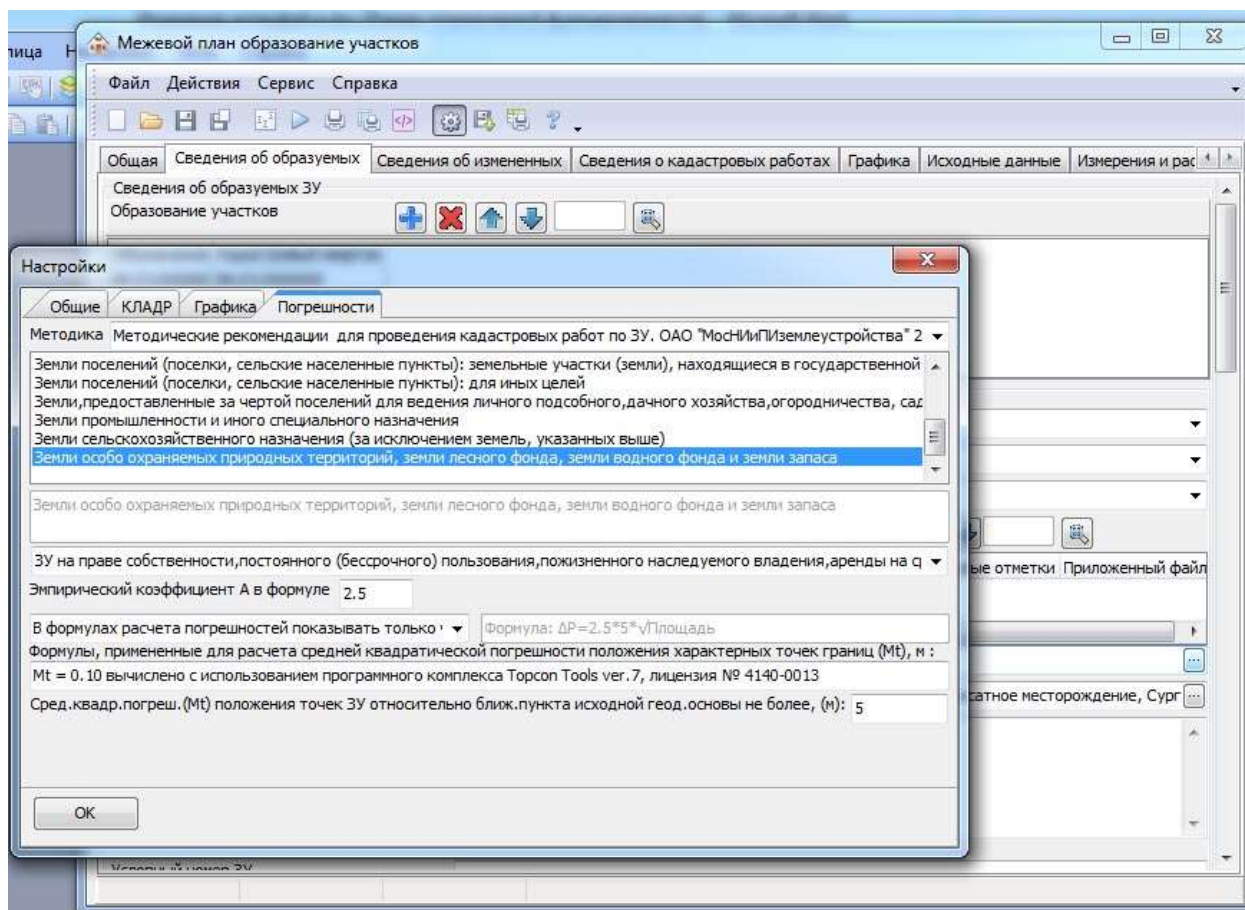 лица Н
Межевой план образование участков
Файл Действия Сервис Справка
Общая Сведения об образуемых Сведения об измененных Сведения о кадастровых работах Графика Исходные данные Измерения и рас
Сведения об образуемых ЗУ
Образование участков
Настройки
Общие КЛАДР Графика Погрешности
Методика Методические рекомендации для проведения кадастровых работ по ЗУ. ОАО "МосНИиПИземлеустройства" 2
Земли поселений (поселки, сельские населенные пункты): земельные участки (земли), находящиеся в государственной
Земли поселений (поселки, сельские населенные пункты): для иных целей
Земли,предоставленные за чертой поселений для ведения личного подсобного,дачного хозяйства,огородничества, сад
Земли промышленности и иного специального назначения
Земли сельскохозяйственного назначения (за исключением земель, указанных выше)
Земли особо охраняемых природных территорий, земли лесного фонда, земли водного фонда и земли запаса
Земли особо охраняемых природных территорий, земли лесного фонда, земли водного фонда и земли запаса
ЗУ на праве собственности,постоянного (бессрочного) пользования,пожизненного наследуемого владения,аренды на с
ые отметки Приложенный файл
Эмпирический коэффициент А в формуле 2.5
В формулах расчета погрешностей показывать только Формула: ΔP=2.5*5*√Площадь
Формулы, примененные для расчета средней квадратической погрешности положения характерных точек границ (Mt), м :
Mt = 0.10 вычислено с использованием программного комплекса Topcon Tools ver.7, лицензия № 4140-0013
Сред.квадр.погреш.(Mt) положения точек ЗУ относительно ближ.пункта исходной геод.основы не более, (м): 5
сатное месторождение, Сург
OK
Условный номер ЗУ